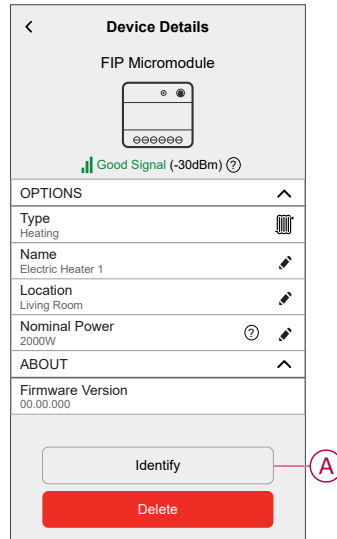 Device Details
FIP Micromodule
Good Signal (-30dBm) ?
OPTIONS
Type
Heating
Name
Electric Heater 1
Location
Living Room
Nominal Power
2000W
?
ABOUT
Firmware Version
00.00.000
Identify
A
Delete